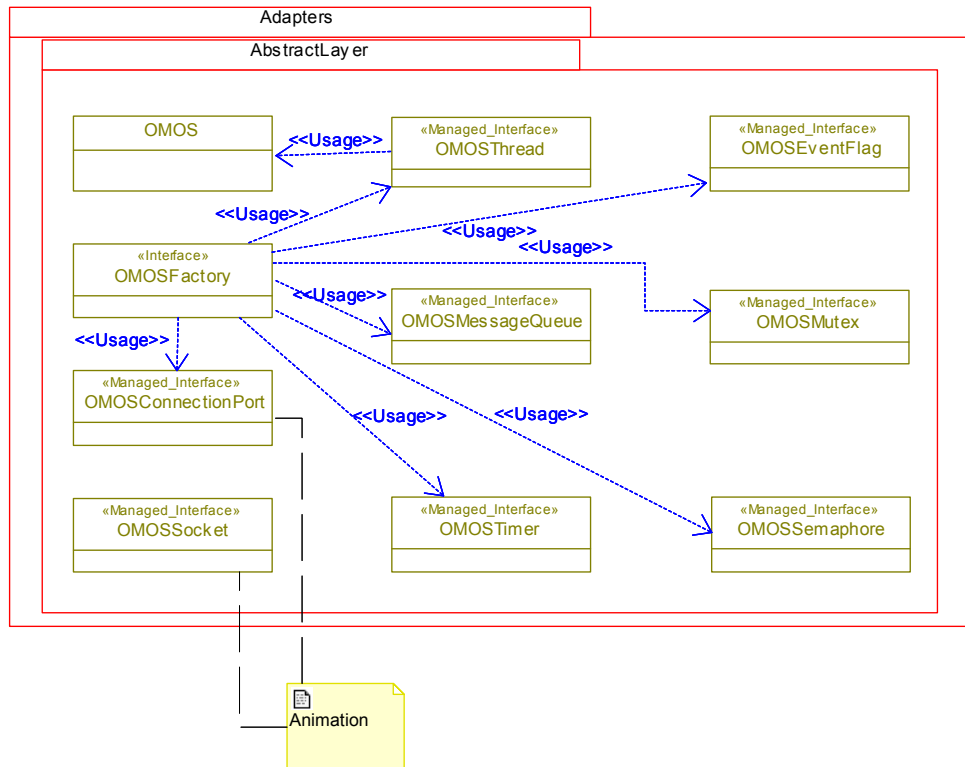 Adapters
AbstractLayer
OMOS
<<Usage>>
«Managed_Interface»
OMOSThread
«Managed_Interface»
OMOSEventFlag
<<Usage>>
<<Usage>>
<<Usage>>
«Interface»
OMOSFactory
<<Usage>>
«Managed_Interface»
OMOSMessageQueue
«Managed_Interface»
OMOSMutex
<<Usage>>
«Managed_Interface»
OMOSConnectionPort
<<Usage>>
<<Usage>>
«Managed_Interface»
OMOSSocket
«Managed_Interface»
OMOSTimer
«Managed_Interface»
OMOSSemaphore
Animation